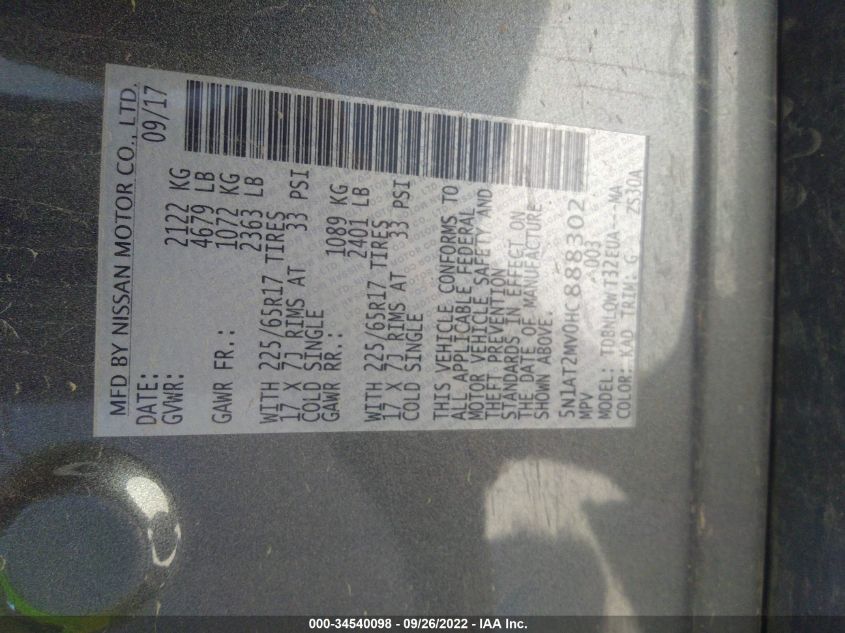 MFD BY NISSAN MOTOR CO., LTD.
DATE: 09/17
GVWR: 2122 KG
4679 LB
GAWR FR.: 1072 KG
2363 LB
WITH 225/65R17 TIRES
17 X 7J RIMS AT 33 PSI
COLD SINGLE
GAWR RR.: 1089 KG
2401 LB
WITH 225/65R17 TIRES
17 X 7J RIMS AT 33 PSI
COLD SINGLE
THIS VEHICLE CONFORMS TO
ALL APPLICABLE FEDERAL
MOTOR VEHICLE SAFETY AND
THEFT PREVENTION
STANDARDS IN EFFECT ON
THE DATE OF MANUFACTURE
SHOWN ABOVE.
5N1AT2MV0HC888302
MPV A003
MODEL: TDBNLQWT32EUA---MA
COLOR: KAD TRIM: G ZS30A
000-34540098 - 09/26/2022 - IAA Inc.